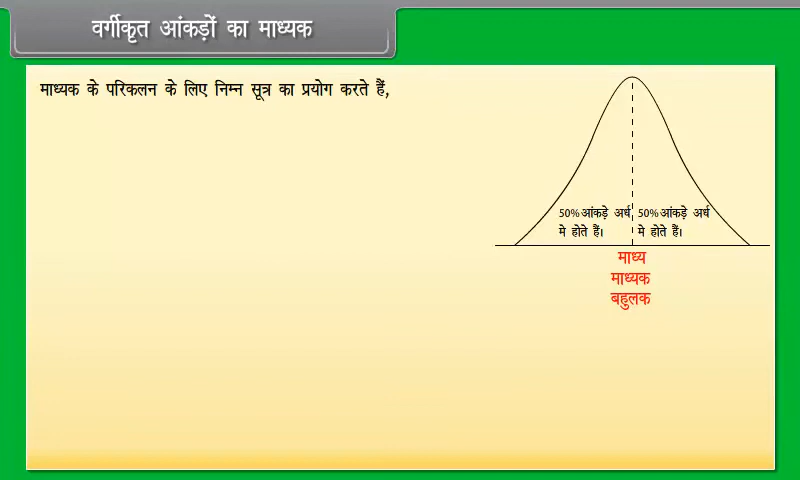 वर्गीकृत आंकड़ों का माध्यक
माध्यक के परिकलन के लिए निम्न सूत्र का प्रयोग करते हैं,
50% आंकड़े अर्ध
मे होते हैं।
50% आंकड़े अर्ध
मे होते हैं।
माध्य
माध्यक
बहुलक